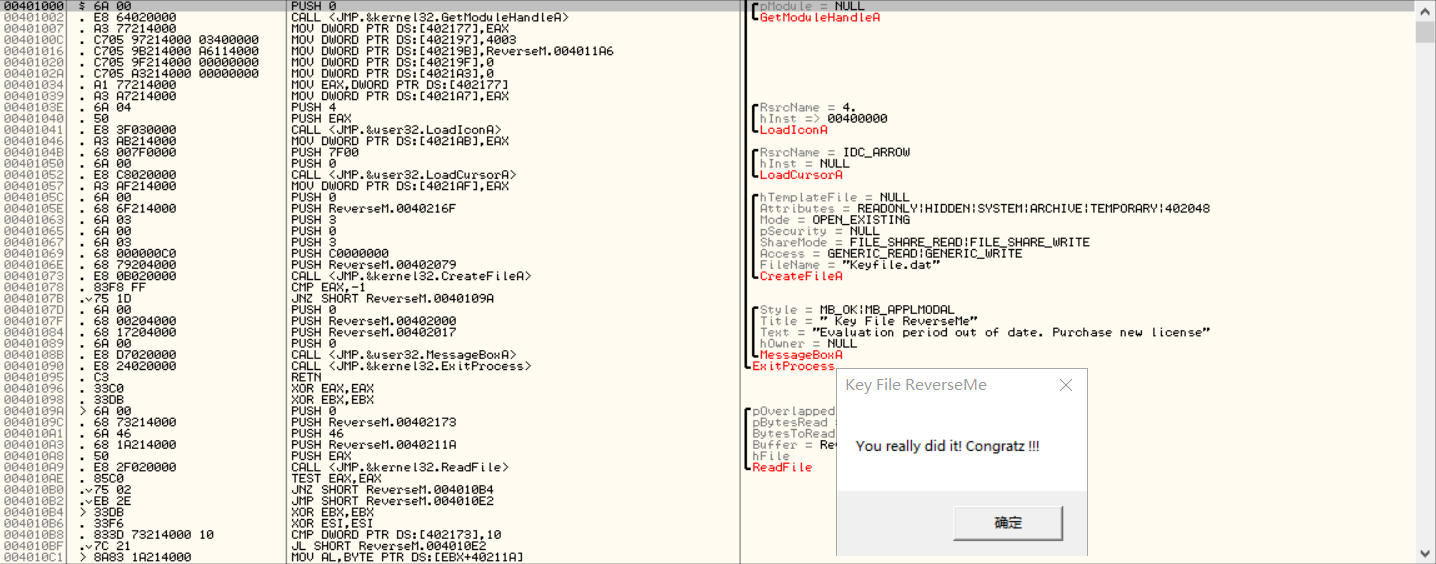 00401000 $ 6A 00 PUSH 0 pModule = NULL
00401002 . E8 64020000 CALL <JMP.&kernel32.GetModuleHandleA> GetModuleHandleA
00401007 . A3 77214000 MOV DWORD PTR DS:[402177],EAX
0040100C . C705 97214000 03400000 MOV DWORD PTR DS:[402197],4003
00401016 . C705 9B214000 A6114000 MOV DWORD PTR DS:[40219B],ReverseM.004011A6
00401020 . C705 9F214000 00000000 MOV DWORD PTR DS:[40219F],0
0040102A . C705 A3214000 00000000 MOV DWORD PTR DS:[4021A3],0
00401034 . A1 77214000 MOV EAX,DWORD PTR DS:[402177]
00401039 . A3 A7214000 MOV DWORD PTR DS:[4021A7],EAX
0040103E . 6A 04 PUSH 4 RsrcName = 4.
00401040 . 50 PUSH EAX hInst => 00400000
00401041 . E8 3F030000 CALL <JMP.&user32.LoadIconA> LoadIconA
00401046 . A3 AB214000 MOV DWORD PTR DS:[4021AB],EAX
0040104B . 68 007F0000 PUSH 7F00 RsrcName = IDC_ARROW
00401050 . 6A 00 PUSH 0 hInst = NULL
00401052 . E8 C8020000 CALL <JMP.&user32.LoadCursorA> LoadCursorA
00401057 . A3 AF214000 MOV DWORD PTR DS:[4021AF],EAX
0040105C . 6A 00 PUSH 0 hTemplateFile = NULL
0040105E . 68 6F214000 PUSH ReverseM.0040216F Attributes = READONLY|HIDDEN|SYSTEM|ARCHIVE|TEMPORARY|402048
00401063 . 6A 03 PUSH 3 Mode = OPEN_EXISTING
00401065 . 6A 00 PUSH 0 pSecurity = NULL
00401067 . 6A 03 PUSH 3 ShareMode = FILE_SHARE_READ|FILE_SHARE_WRITE
00401069 . 68 000000C0 PUSH C0000000 Access = GENERIC_READ|GENERIC_WRITE
0040106E . 68 79204000 PUSH ReverseM.00402079 FileName = "Keyfile.dat"
00401073 . E8 0B020000 CALL <JMP.&kernel32.CreateFileA> CreateFileA
00401078 . 83F8 FF CMP EAX,-1
0040107B . 75 1D JNZ SHORT ReverseM.0040109A
0040107D . 6A 00 PUSH 0 Style = MB_OK|MB_APPLMODAL
0040107F . 68 00204000 PUSH ReverseM.00402000 Title = " Key File ReverseMe"
00401084 . 68 17204000 PUSH ReverseM.00402017 Text = "Evaluation period out of date. Purchase new license"
00401089 . 6A 00 PUSH 0 hOwner = NULL
0040108B . E8 D7020000 CALL <JMP.&user32.MessageBoxA> MessageBoxA
00401090 . E8 24020000 CALL <JMP.&kernel32.ExitProcess> ExitProcess
00401095 . C3 RETN
00401096 . 33C0 XOR EAX,EAX
00401098 . 33DB XOR EBX,EBX
0040109A > 6A 00 PUSH 0 pOverlapped
0040109C . 68 73214000 PUSH ReverseM.00402173 pBytesRead
004010A1 . 6A 46 PUSH 46 BytesToRead
004010A3 . 68 1A214000 PUSH ReverseM.0040211A Buffer = Rev
004010A8 . 50 PUSH EAX hFile
004010A9 . E8 2F020000 CALL <JMP.&kernel32.ReadFile> ReadFile
004010AE . 85C0 TEST EAX,EAX
004010B0 . 75 02 JNZ SHORT ReverseM.004010B4
004010B2 . EB 2E JMP SHORT ReverseM.004010E2
004010B4 > 33DB XOR EBX,EBX
004010B6 . 33F6 XOR ESI,ESI
004010B8 . 833D 73214000 10 CMP DWORD PTR DS:[402173],10
004010BF . 7C 21 JL SHORT ReverseM.004010E2
004010C1 > 8A83 1A214000 MOV AL,BYTE PTR DS:[EBX+40211A]
Key File ReverseMe
You really did it! Congratz !!!
确定